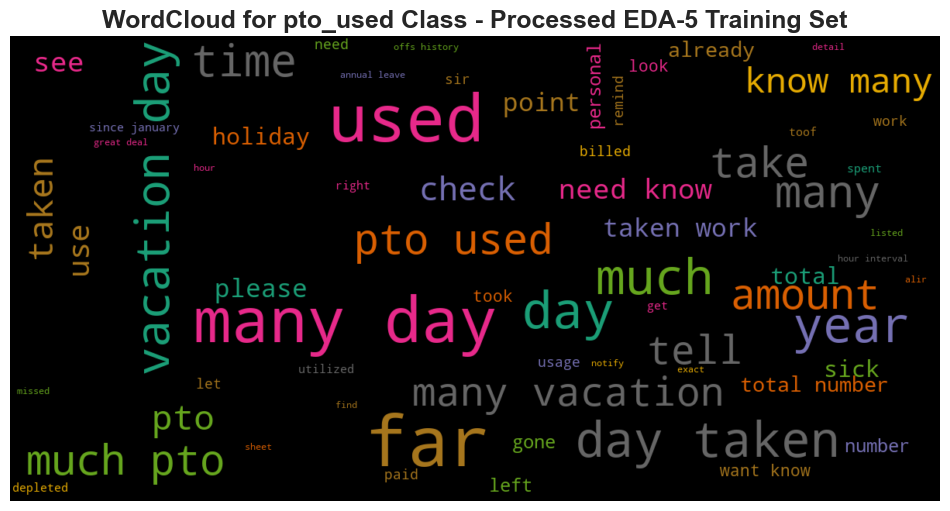 WordCloud for pto_used Class - Processed EDA-5 Training Set
see
vacation day
time
need
offs history
already
detail
annual leave
sir
personal
remind
look
know many
since january
great deal
holiday
used
point
billed
toof
work
taken
use
hour
right
check
need know
take
many
spent
pto used
taken work
listed
hour interval
please
took
much
total
alir
many day
day
get
amount
year
utilized
usage
notify
tell
exact
sick
missed
let
find
many vacation
total number
pto
far
gone
day taken
number
much pto
sheet
paid
want know
depleted
left